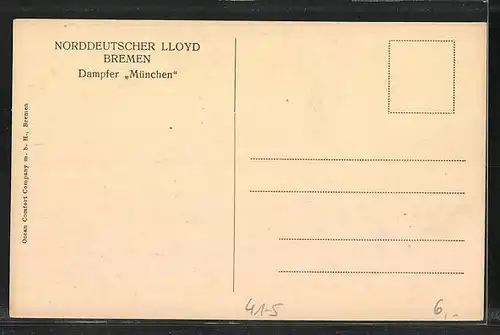 NORDDEUTSCHER LLOYD
BREMEN
Dampfer „München“
Ocean Comfort Company m. b. H., Bremen
41-5
6,-